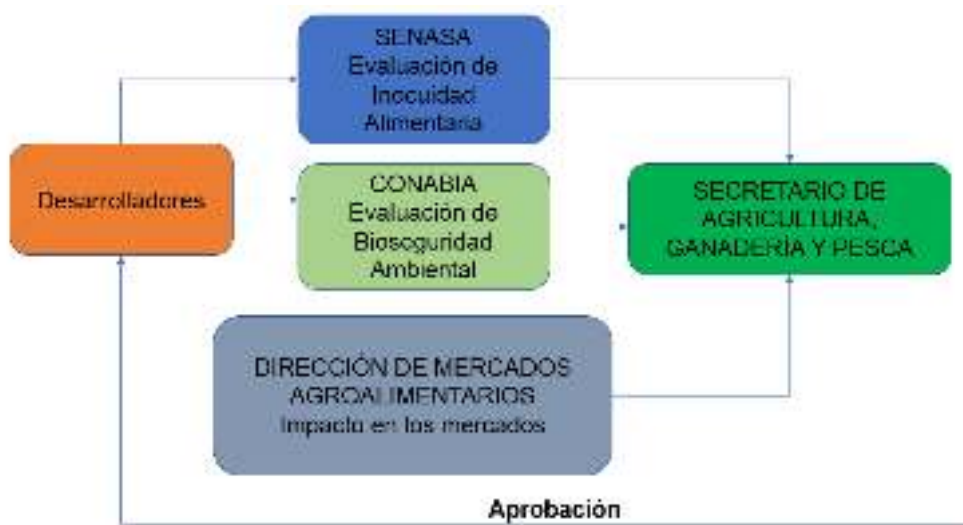 SENASA
Evaluación de
Inocuidad
Alimentaria
Desarrolladores
CONABIA
Evaluación de
Bioseguridad
Ambiental
SECRETARIO DE
AGRICULTURA,
GANADERÍA Y PESCA
DIRECCIÓN DE MERCADOS
AGROALIMENTARIOS
Impacto en los mercados
Aprobación